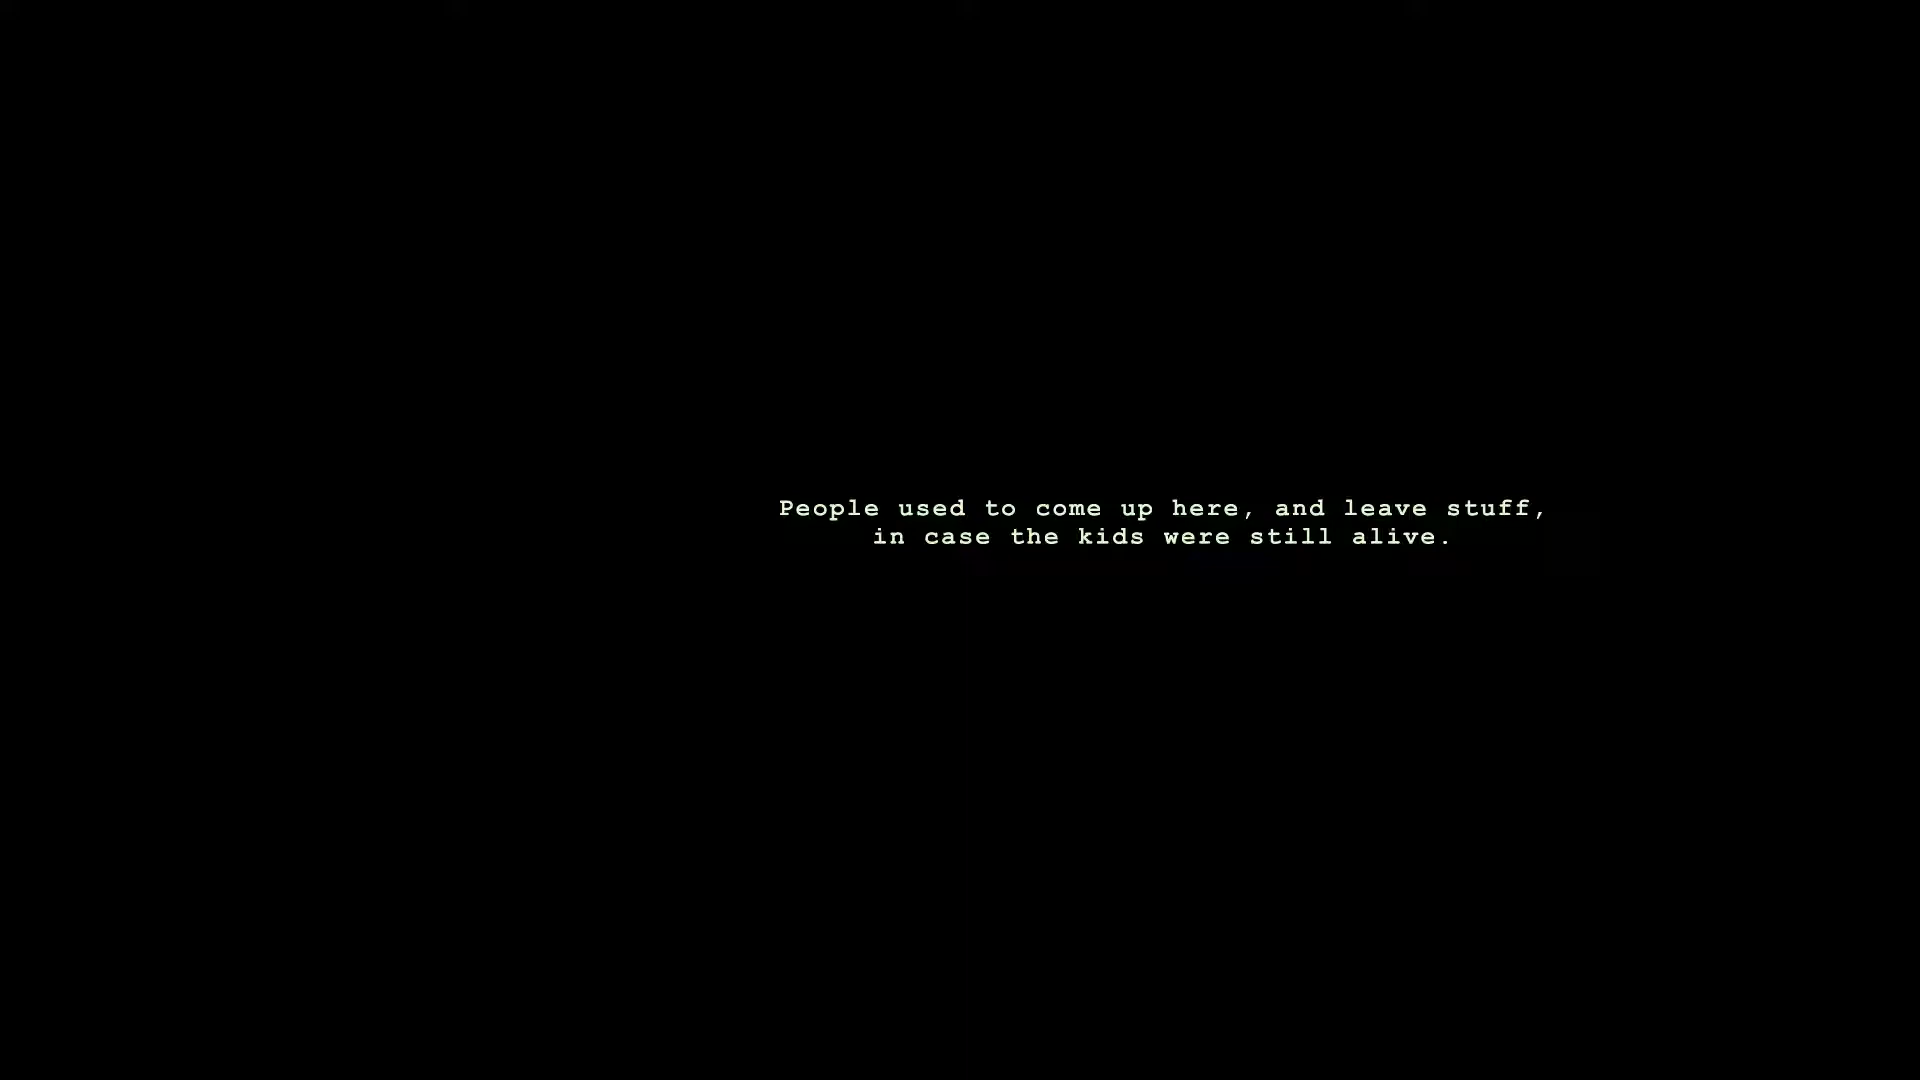 People used to come up here, and leave stuff,
in case the kids were still alive.